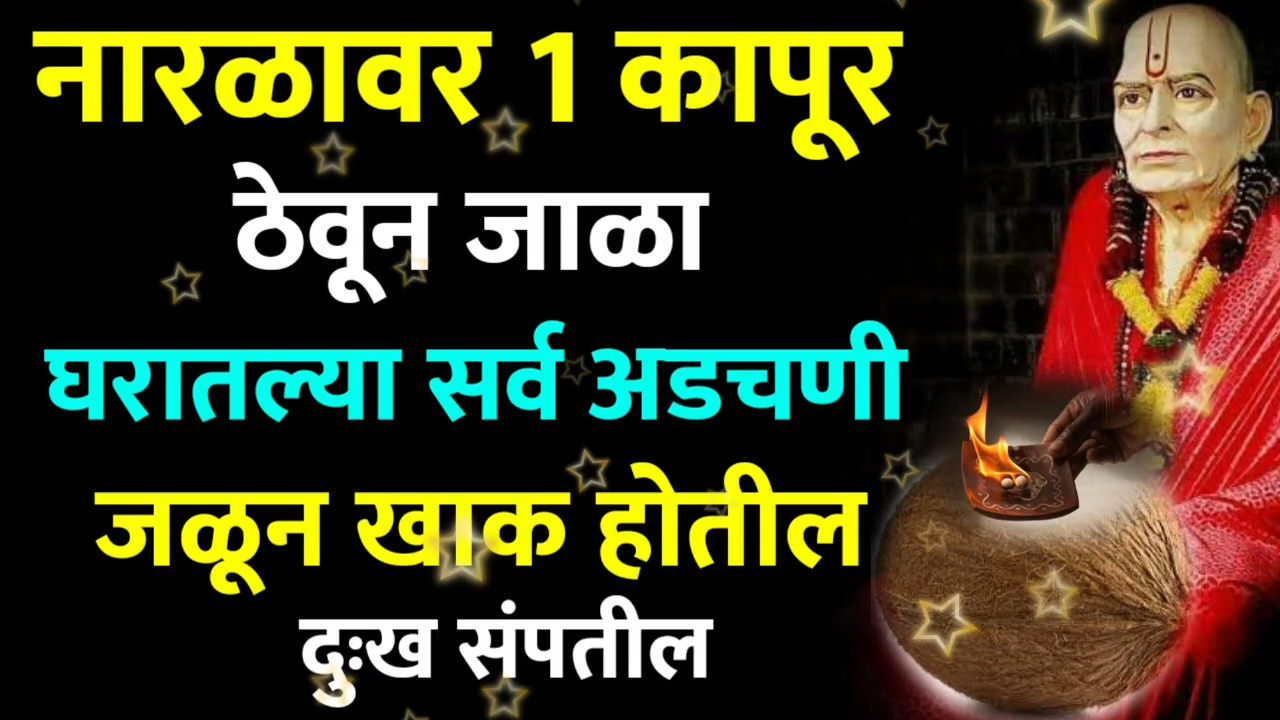 नारळावर 1 कापूर
ठेवून जाळा
घरातल्या सर्व अडचणी
जळून खाक होतील
दुःख संपतील